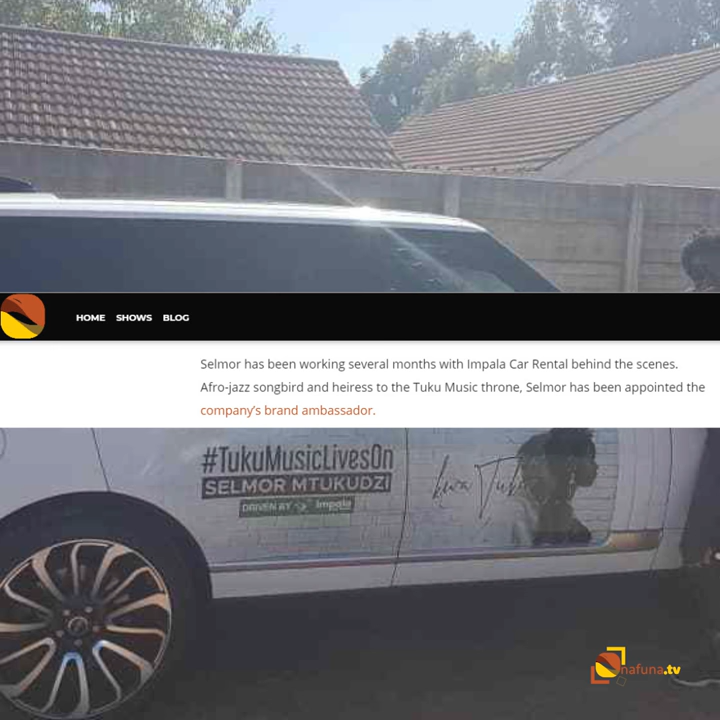 HOME SHOWS BLOG
Selmor has been working several months with Impala Car Rental behind the scenes.
Afro-jazz songbird and heiress to the Tuku Music throne, Selmor has been appointed the
company's brand ambassador.
#TukuMusicLivesOn
SELMOR MTUKUDZI
DRIVEN BY impala
kwa Tuku
nafuna.tv